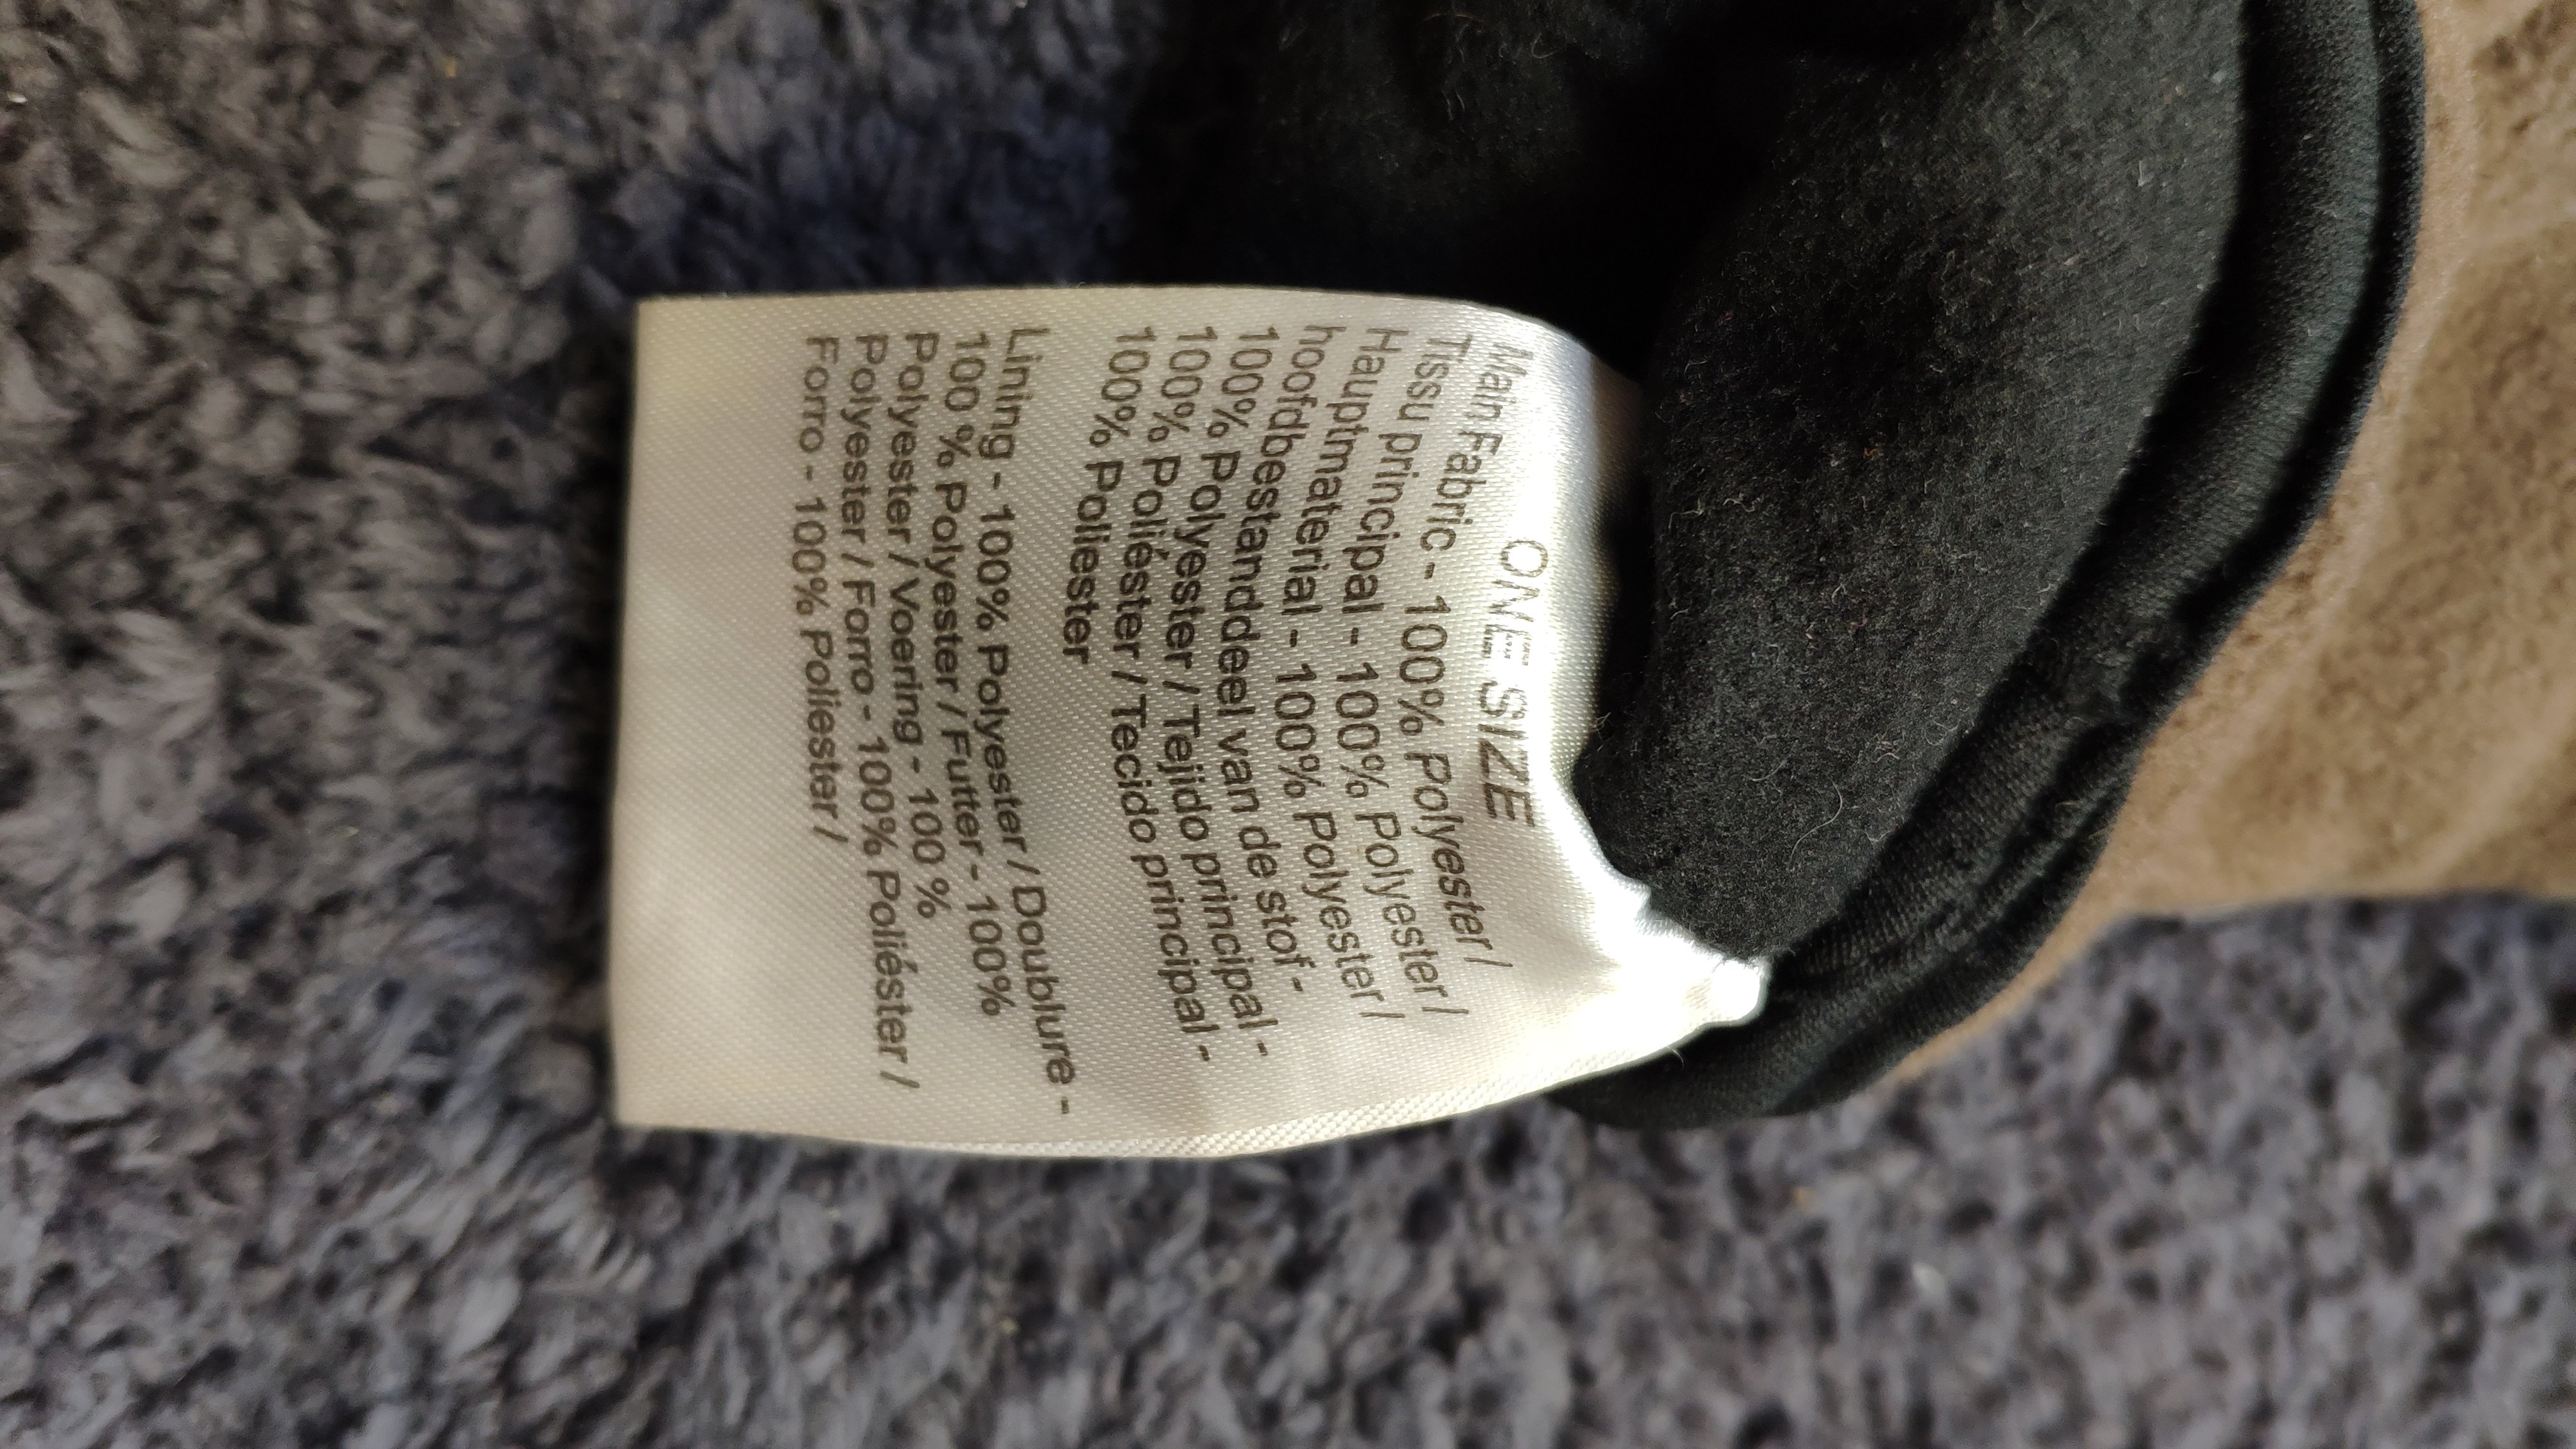 ONE SIZE
Main Fabric - 100% Polyester /
Tissu principal - 100% Polyester /
Hauptmaterial - 100% Polyester /
hoofdbestanddeel van de stof -
100% Polyester / Tejido principal -
100% Poliéster / Tecido principal -
100% Poliester
Lining - 100% Polyester / Doublure -
100 % Polyester / Futter - 100%
Polyester / Voering - 100 %
Polyester / Forro - 100% Poliéster /
Forro - 100% Poliester /